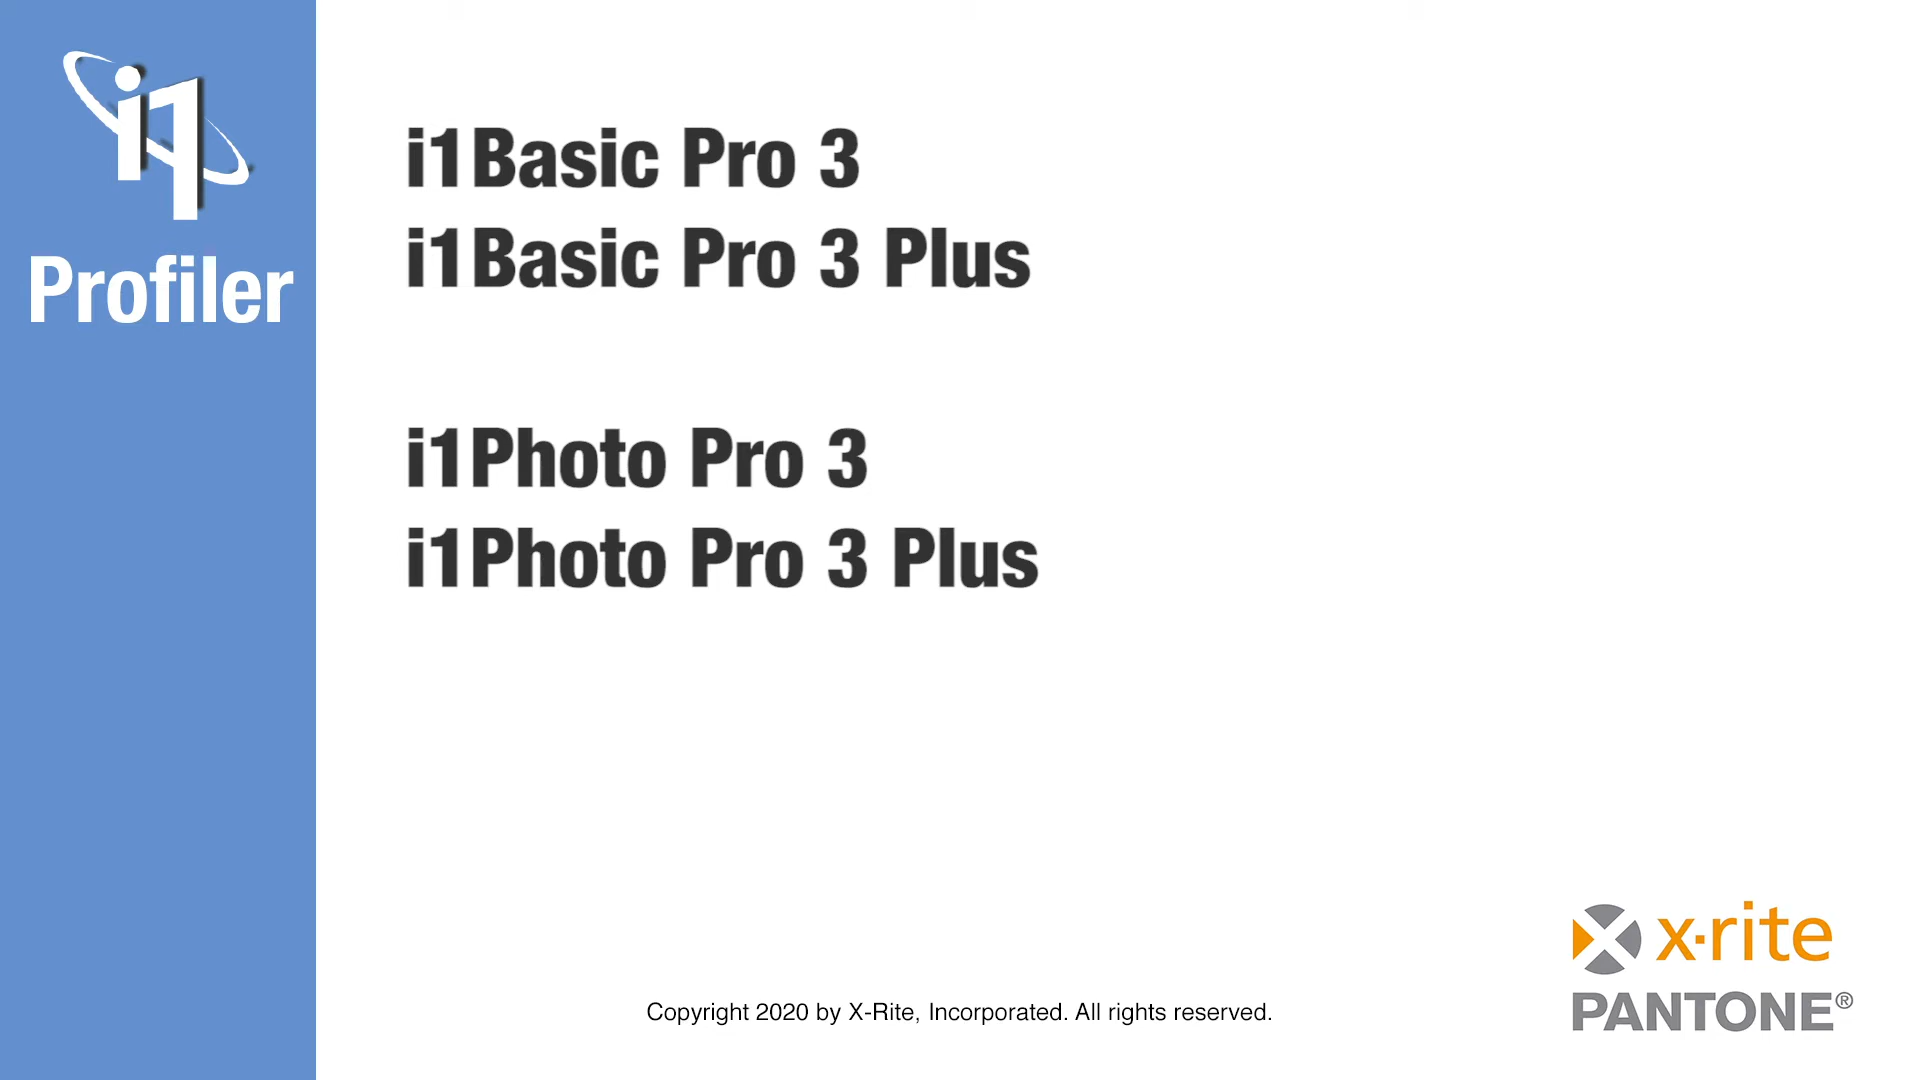 i1
Profiler
i1Basic Pro 3
i1Basic Pro 3 Plus
i1Photo Pro 3
i1Photo Pro 3 Plus
x·rite
PANTONE®
Copyright 2020 by X-Rite, Incorporated. All rights reserved.